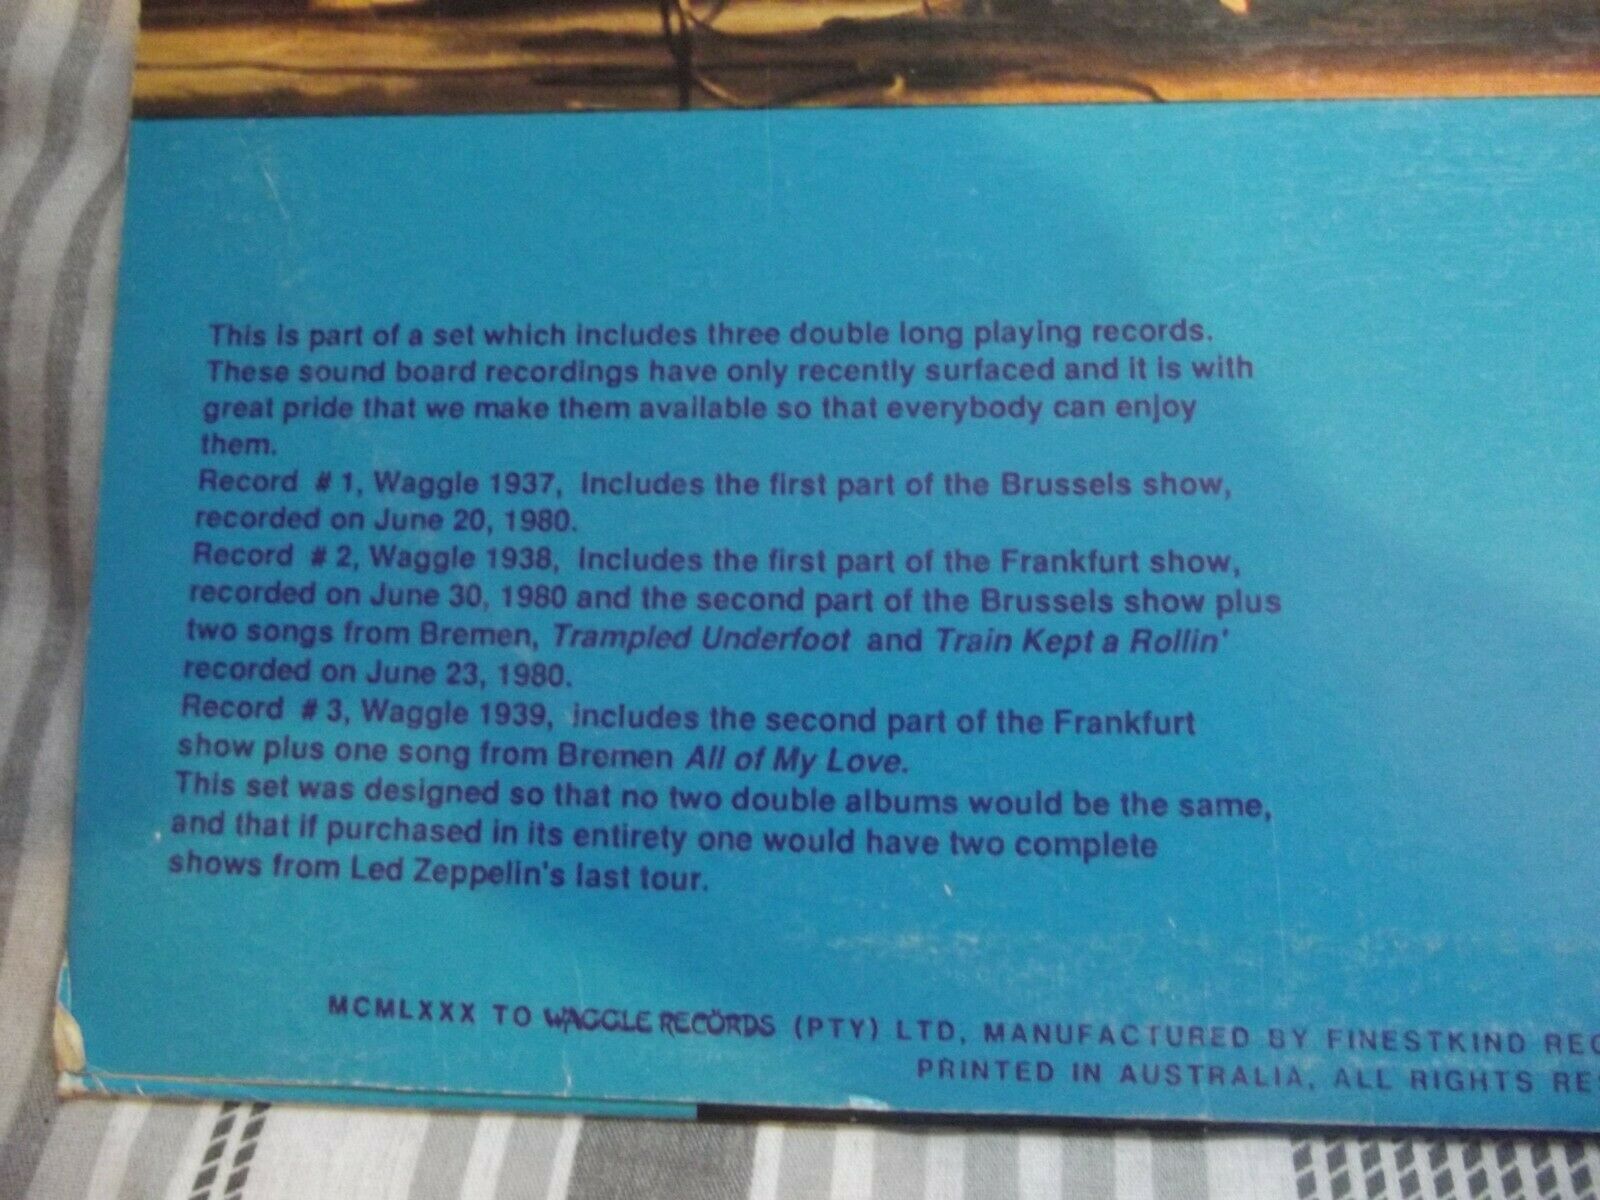 This is part of a set which includes three double long playing records.
These sound board recordings have only recently surfaced and it is with
great pride that we make them available so that everybody can enjoy
them.
Record # 1, Waggle 1937, includes the first part of the Brussels show,
recorded on June 20, 1980.
Record # 2, Waggle 1938, includes the first part of the Frankfurt show,
recorded on June 30, 1980 and the second part of the Brussels show plus
two songs from Bremen, Trampled Underfoot and Train Kept a Rollin'
recorded on June 23, 1980.
Record # 3, Waggle 1939, includes the second part of the Frankfurt
show plus one song from Bremen All of My Love.
This set was designed so that no two double albums would be the same,
and that if purchased in its entirety one would have two complete
shows from Led Zeppelin's last tour.
MCMLXXX TO WAGGLE RECÖRDS (PTY) LTD, MANUFACTURED BY FINESTKIND REC
PRINTED IN AUSTRALIA, ALL RIGHTS RES